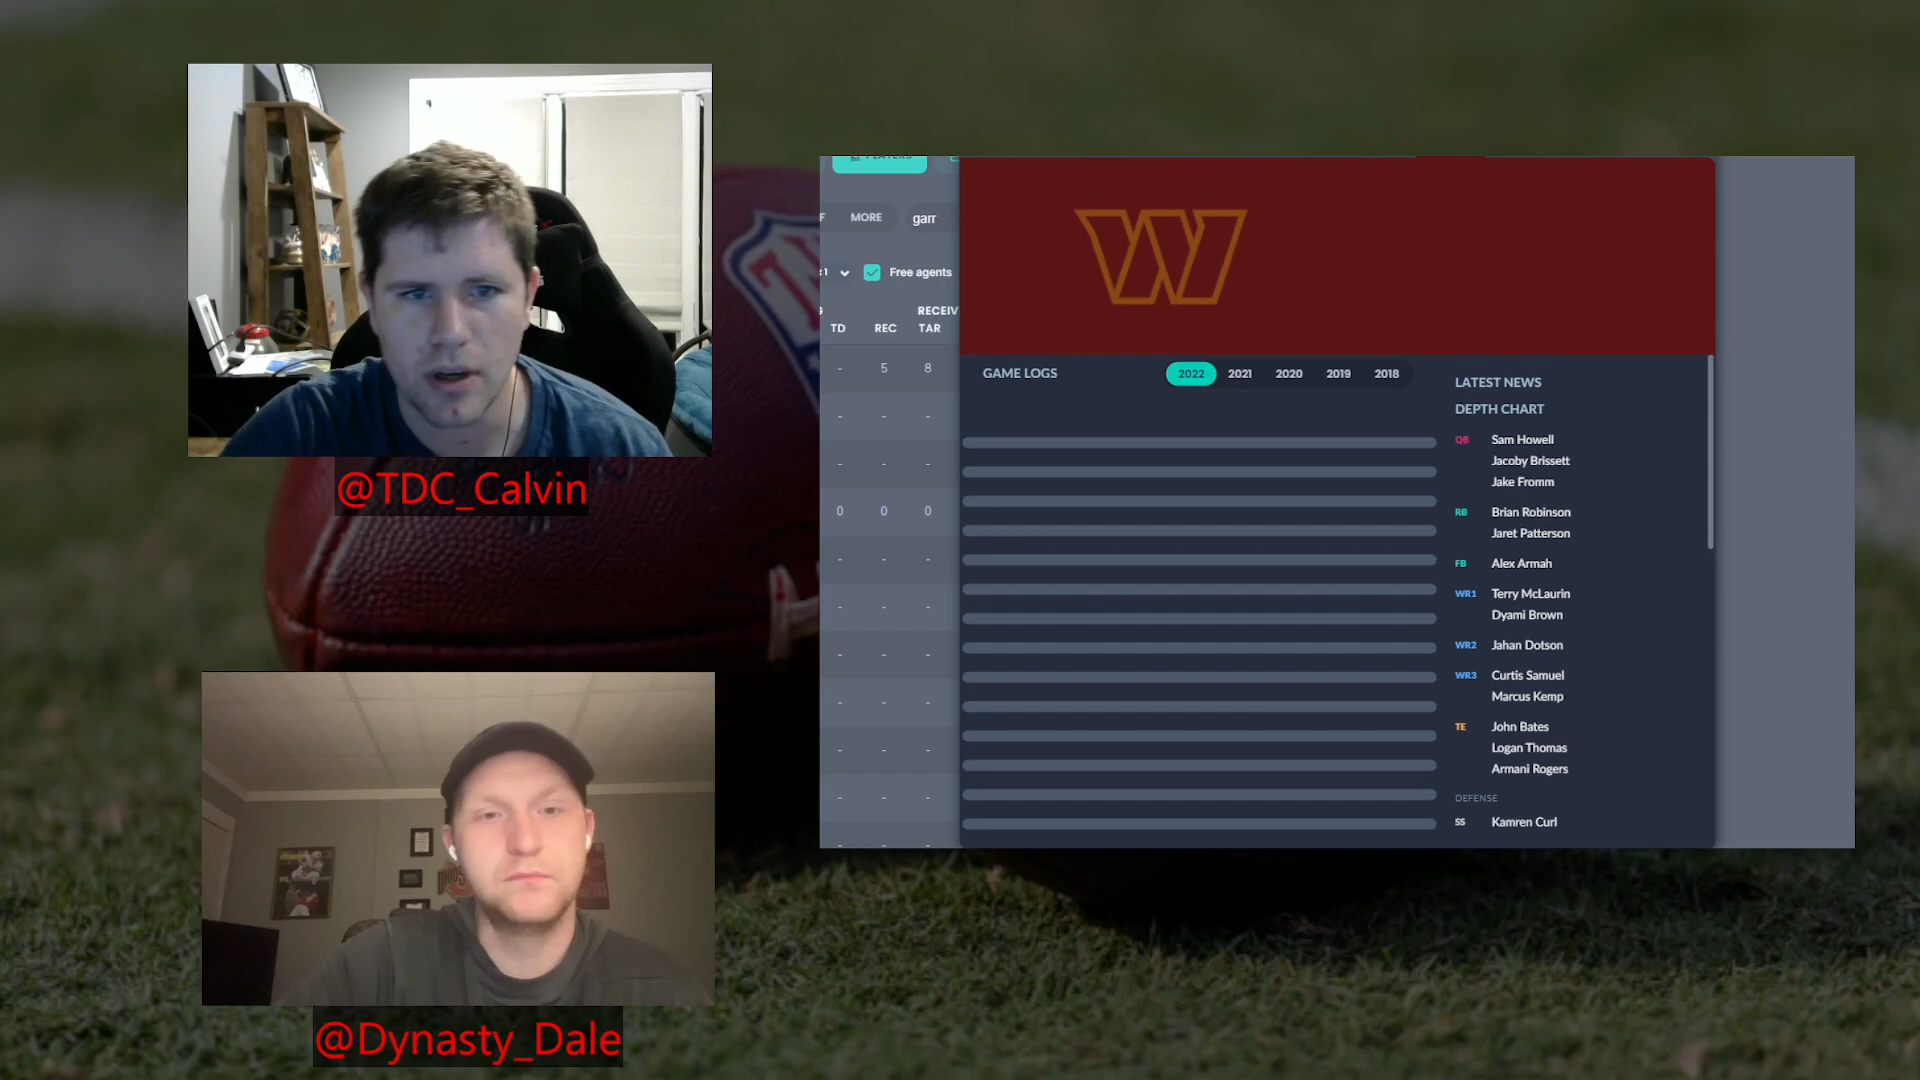 @TDC_Calvin
@Dynasty_Dale
PLAYERS
F MORE garr
Free agents
RECEIV
TD REC TAR
- 5 8
- - -
- - -
0 0 0
- - -
- - -
- - -
- - -
- - -
- - -
- - -
W
GAME LOGS 2022 2021 2020 2019 2018
LATEST NEWS
DEPTH CHART
QB Sam Howell
Jacoby Brissett
Jake Fromm
RB Brian Robinson
Jaret Patterson
FB Alex Armah
WR1 Terry McLaurin
Dyami Brown
WR2 Jahan Dotson
WR3 Curtis Samuel
Marcus Kemp
TE John Bates
Logan Thomas
Armani Rogers
DEFENSE
SS Kamren Curl